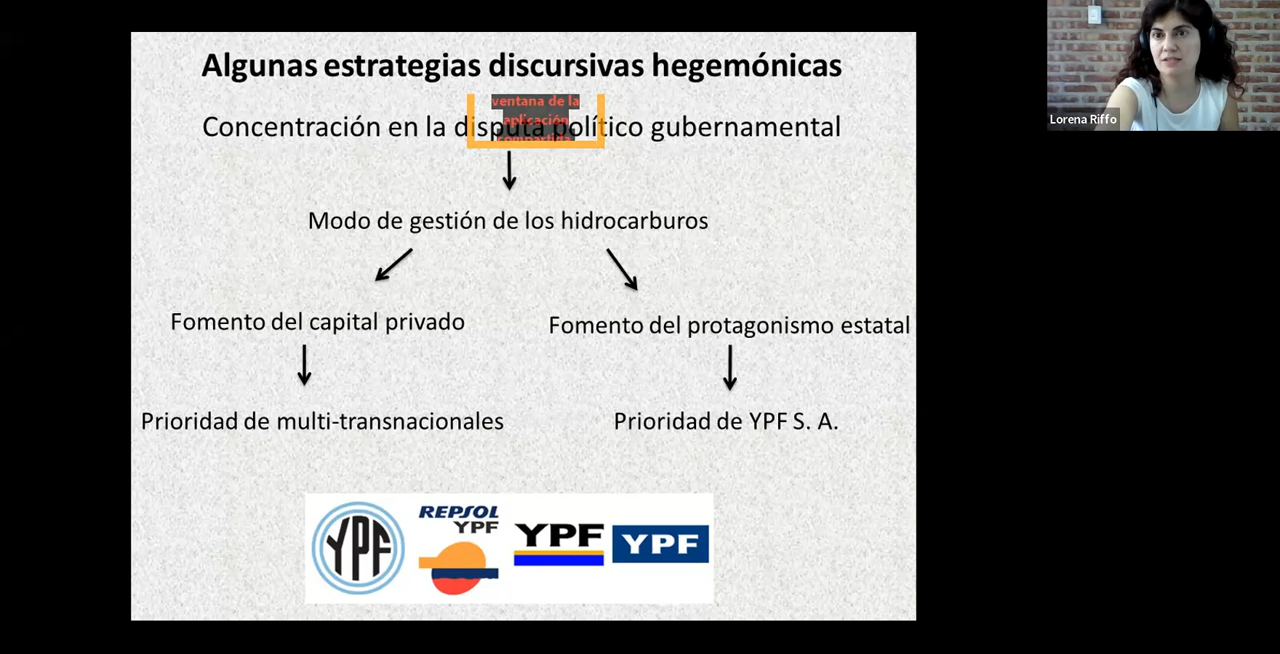 Algunas estrategias discursivas hegemónicas
ventana de la
aplicación
compartida
Concentración en la disputa político gubernamental
Modo de gestión de los hidrocarburos
Fomento del capital privado
Fomento del protagonismo estatal
Prioridad de multi-transnacionales
Prioridad de YPF S. A.
YPF
REPSOL
YPF
YPF
YPF
Lorena Riffo